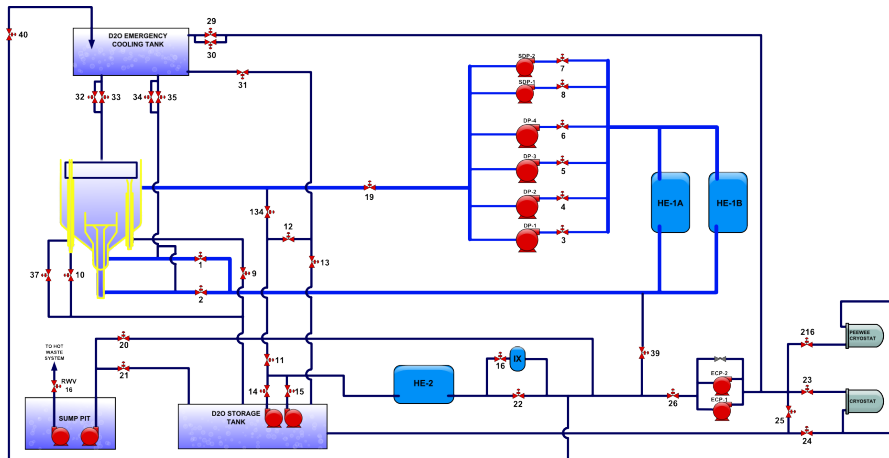 29
40
D2O EMERGENCY
COOLING TANK
30
31
SDP-2
7
32
33
34
35
SDP-1
8
DP-4
6
DP-3
5
19
HE-1A
HE-1B
DP-2
4
134
12
DP-1
3
1
13
37
10
9
2
216
PEEWEE
CRYOSTAT
20
TO HOT
WASTE
SYSTEM
11
16
IX
39
21
RWV
16
14
15
HE-2
22
26
ECP-2
23
ECP-1
CRYOSTAT
SUMP PIT
D2O STORAGE
TANK
25
24